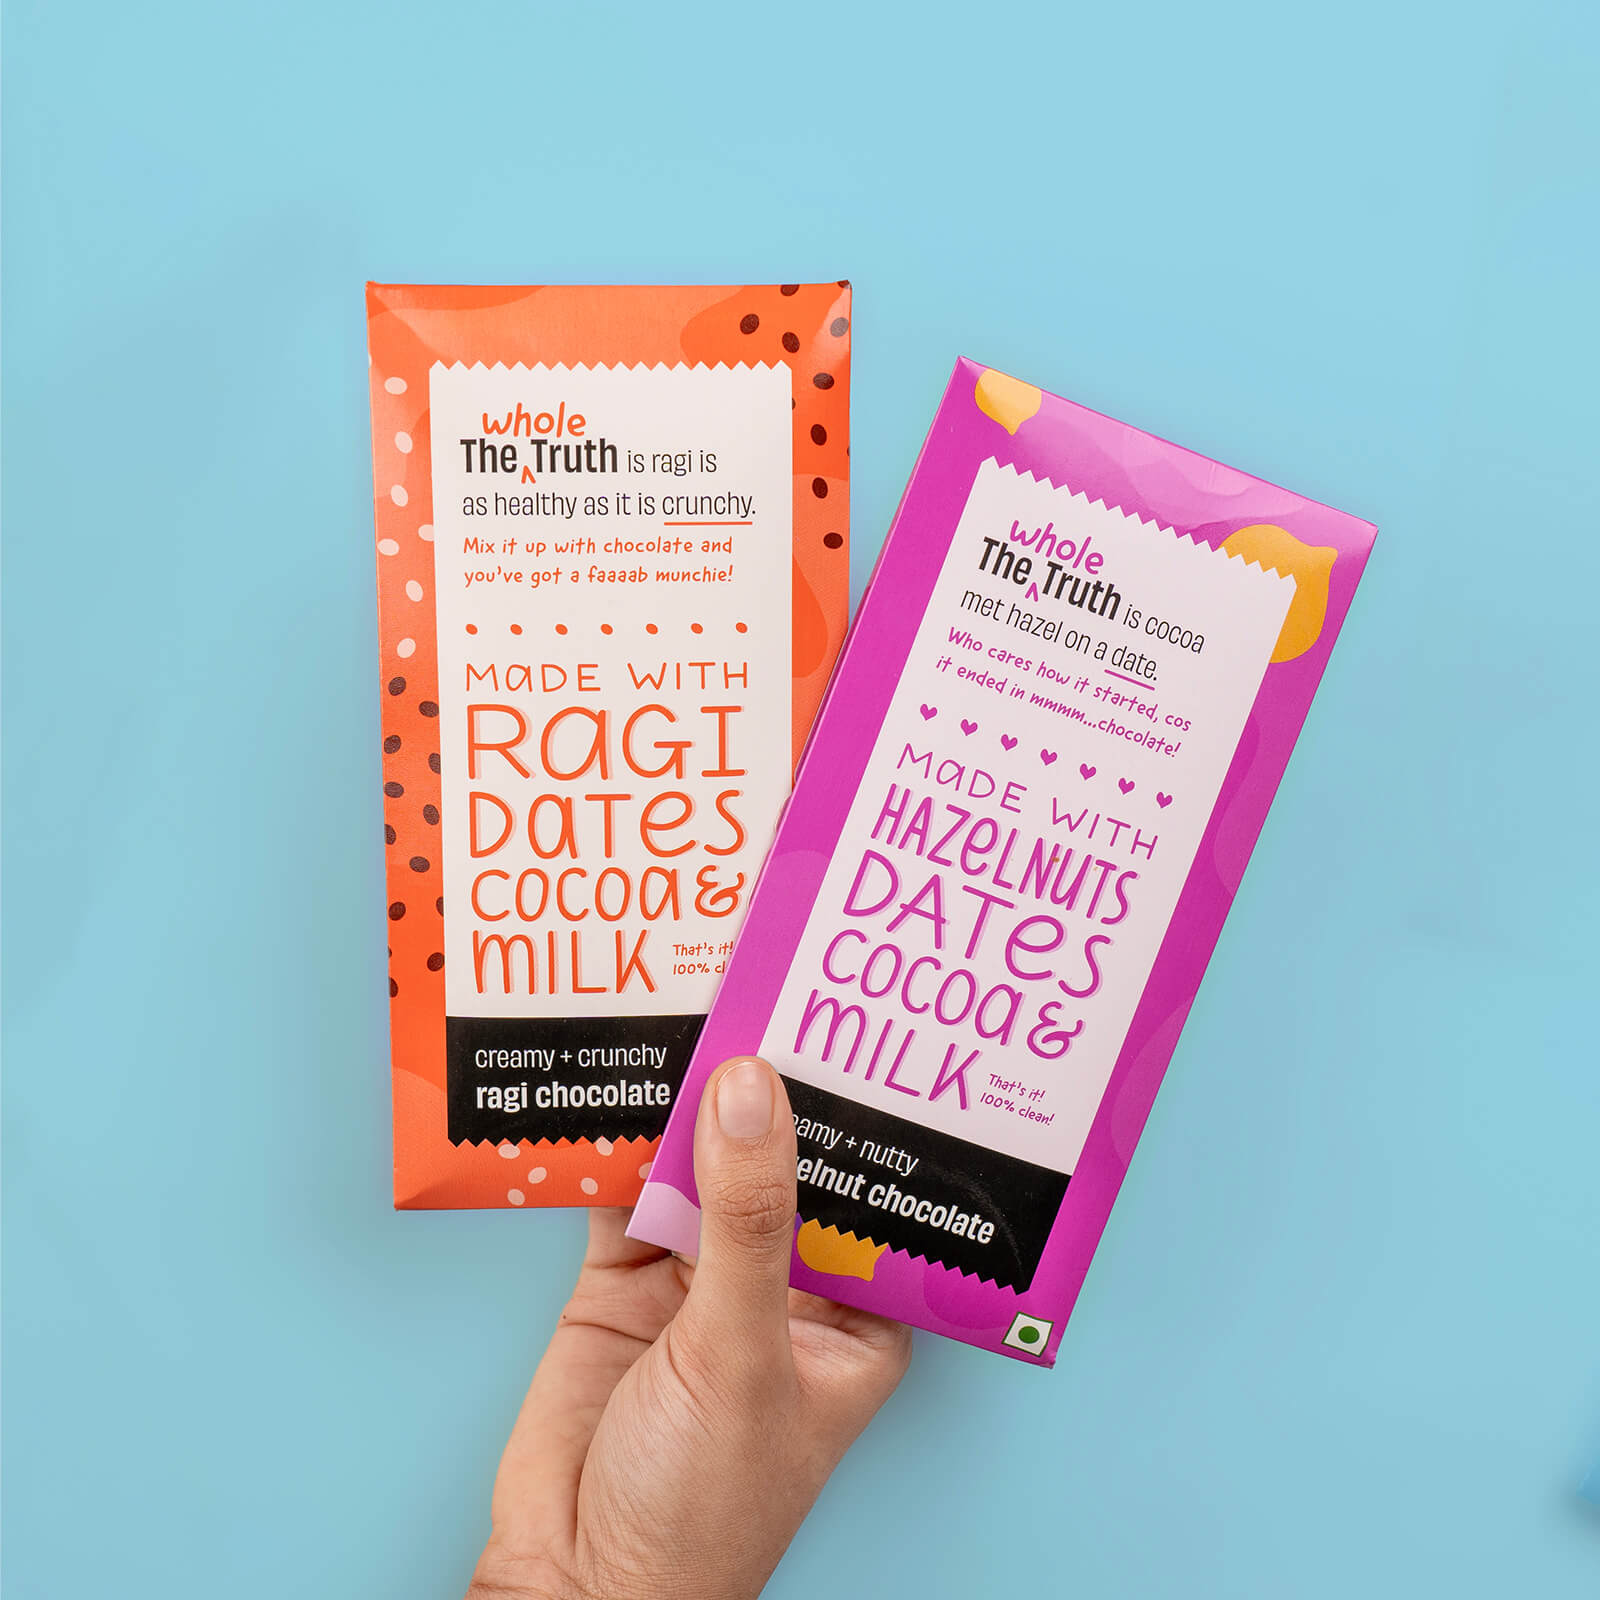 whole
The Truth is ragi is
as healthy as it is crunchy.
Mix it up with chocolate and
you've got a faaaab munchie!
MADE WITH
RAGI
DATES
COCOA &
MILK
That's it!
100%
creamy + crunchy
ragi chocolate
whole
The Truth is cocoa
met hazel on a date.
Who cares how it started, cos
it ended in mmmm...chocolate!
MADE WITH
HAZELNUTS
DATES
COCOA &
MILK
That's it!
100% clean!
+ nutty
chocolate